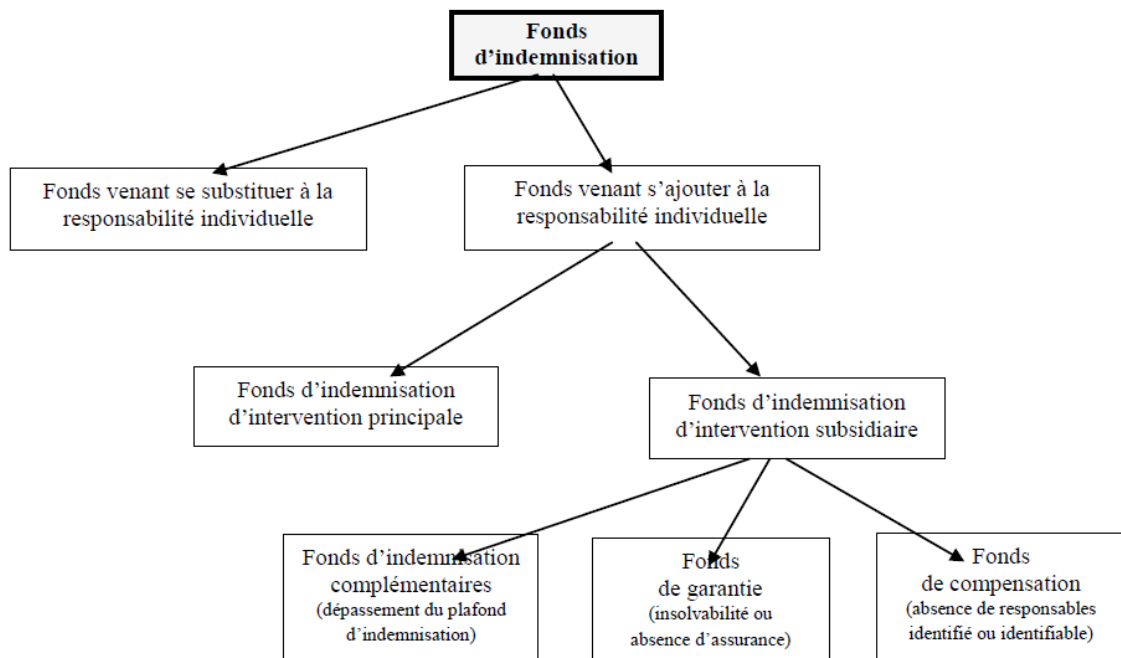 Fonds
d’indemnisation
Fonds venant se substituer à la
responsabilité individuelle
Fonds venant s’ajouter à la
responsabilité individuelle
Fonds d’indemnisation
d’intervention principale
Fonds d’indemnisation
d’intervention subsidiaire
Fonds d’indemnisation
complémentaires
(dépassement du plafond
d’indemnisation)
Fonds
de garantie
(insolvabilité ou
absence d’assurance)
Fonds
de compensation
(absence de responsables
identifié ou identifiable)